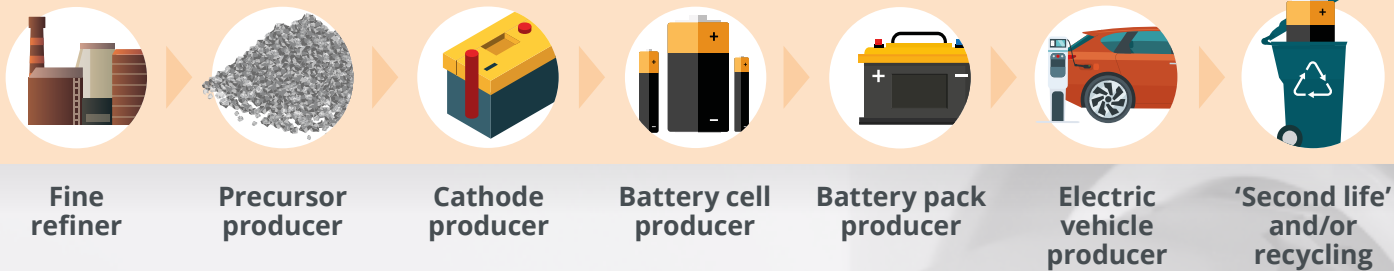 Fine
refiner
Precursor
producer
Cathode
producer
Battery cell
producer
Battery pack
producer
Electric
vehicle
producer
‘Second life’
and/or
recycling